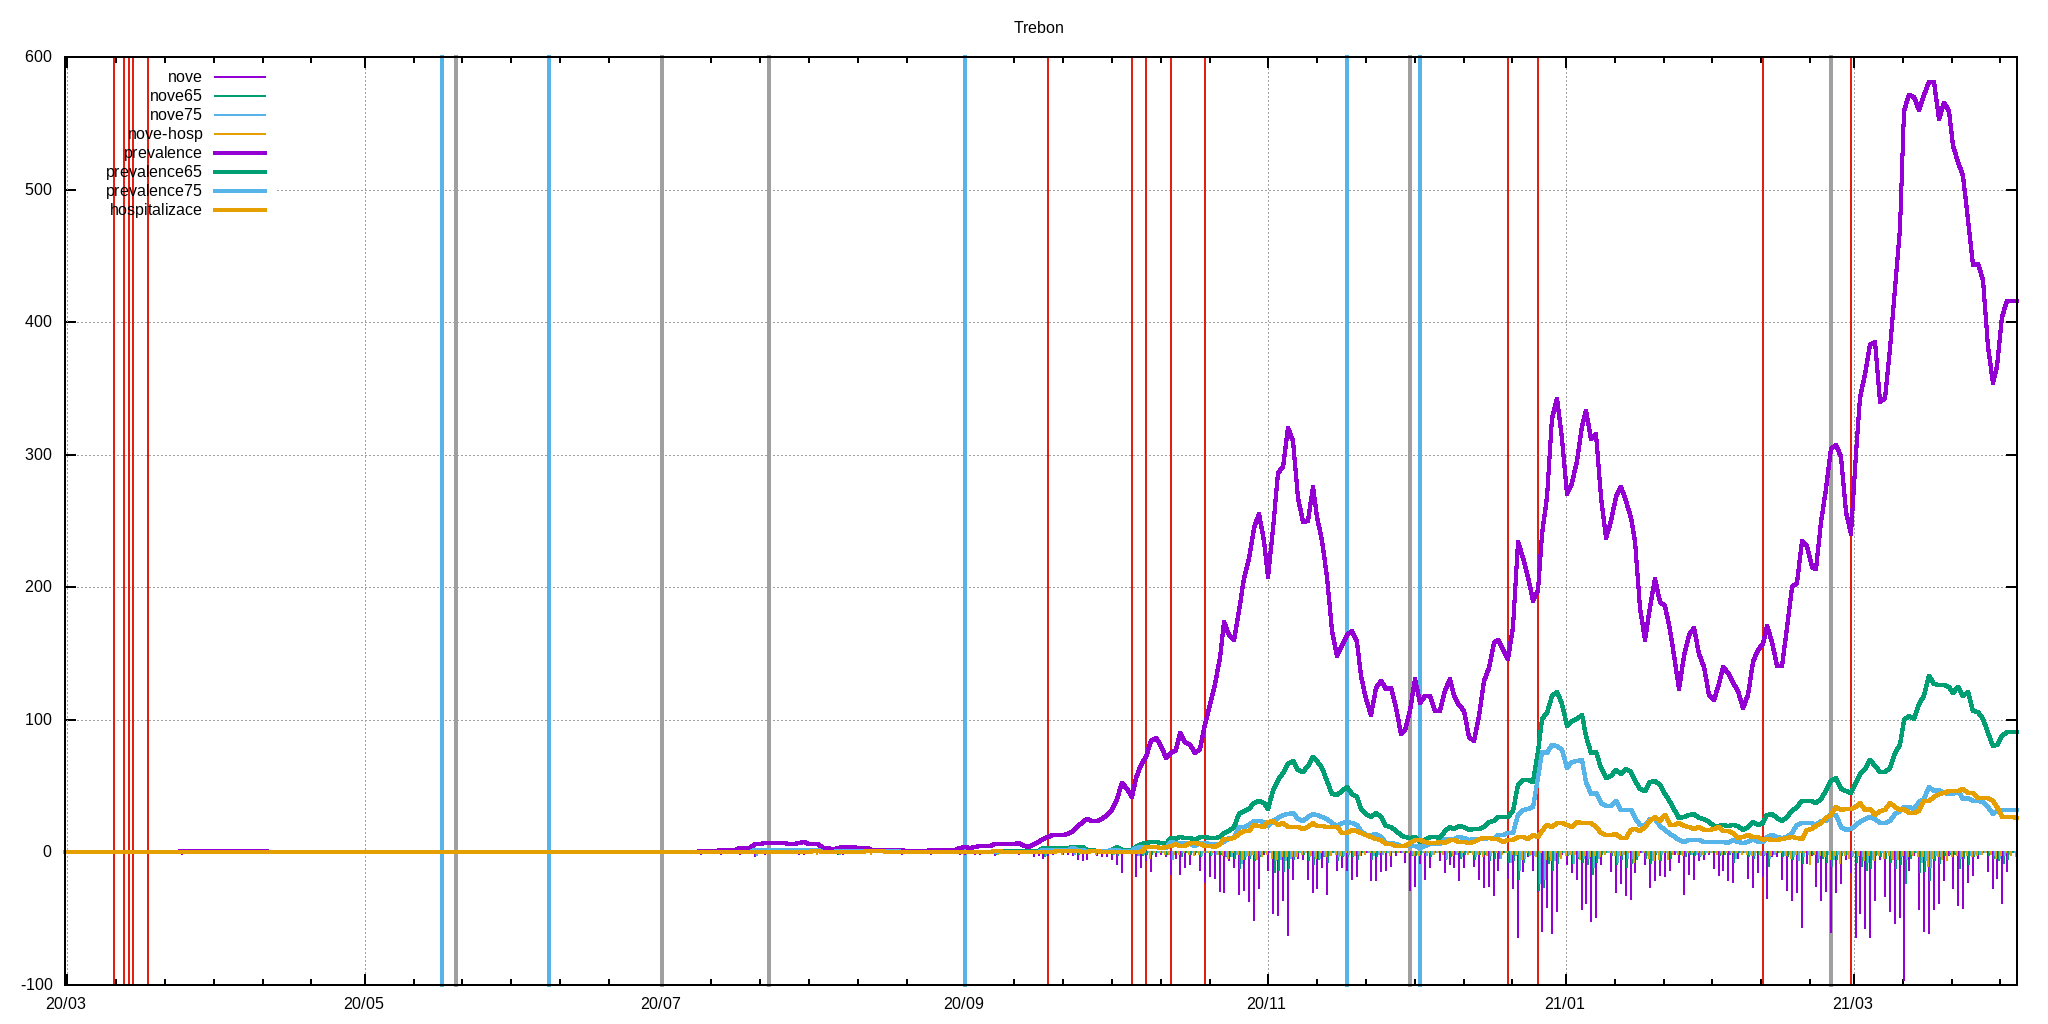 Trebon
600
500
400
300
200
100
0
-100
nove
nove65
nove75
nove-hosp
prevalence
prevalence65
prevalence75
hospitalizace
20/03 20/05 20/07 20/09 20/11 21/01 21/03